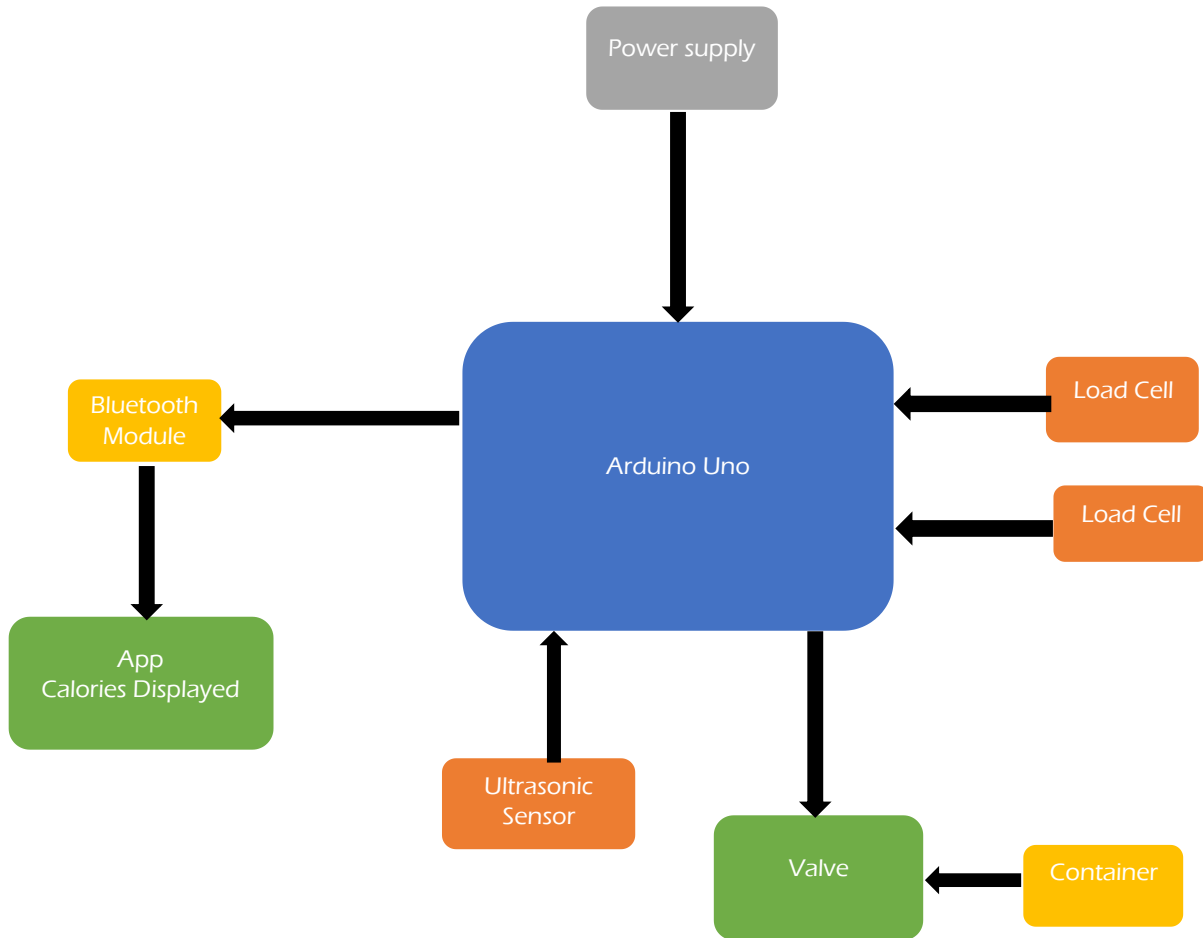 Power supply
Bluetooth
Module
Load Cell
Arduino Uno
Load Cell
App
Calories Displayed
Ultrasonic
Sensor
Valve
Container